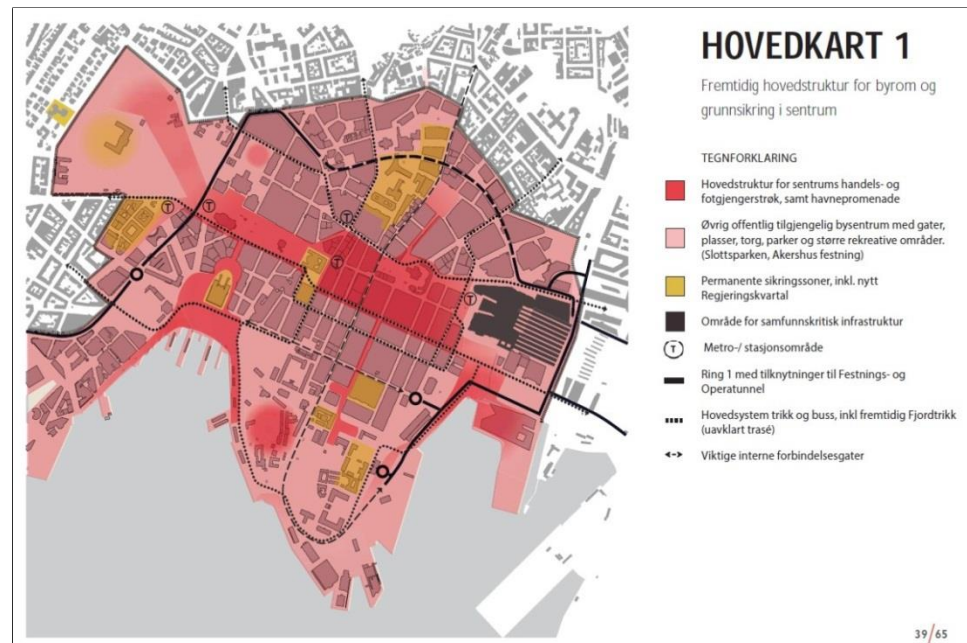 HOVEDKART 1
Fremtidig hovedstruktur for byrom og
grunnsikring i sentrum
TEGNFORKLARING
Hovedstruktur for sentrums handels- og
fotgjengerstrøk, samt havnepromenade
Øvrig offentlig tilgjengelig bysentrum med gater,
plasser, torg, parker og større rekreative områder.
(Slottsparken, Akershus festning)
Permanente sikringssoner, inkl. nytt
Regjeringskvartal
Område for samfunnskritisk infrastruktur
T
Metro-/ stasjonsområde
Ring 1 med tilknytninger til Festnings- og
Operatunnel
Hovedsystem trikk og buss, inkl fremtidig Fjordtrikk
(uavklart trasé)
Viktige interne forbindelsesgater
T
T
T
T
T
39/65